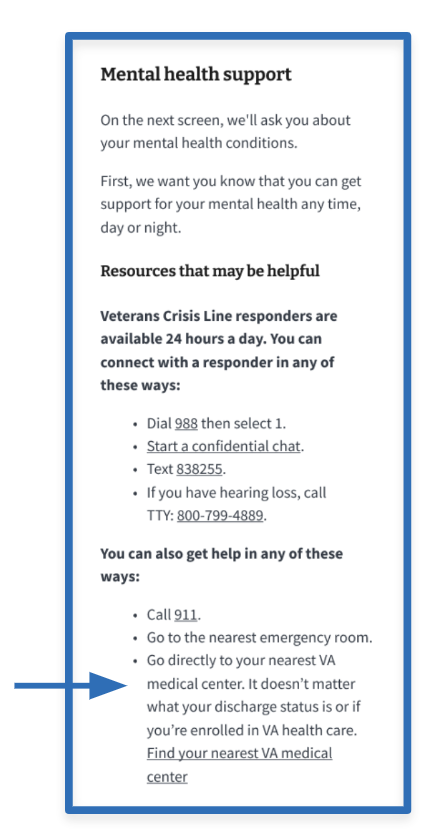 Mental health support
On the next screen, we'll ask you about
your mental health conditions.
First, we want you know that you can get
support for your mental health any time,
day or night.
Resources that may be helpful
Veterans Crisis Line responders are
available 24 hours a day. You can
connect with a responder in any of
these ways:
• Dial 988 then select 1.
• Start a confidential chat.
• Text 838255.
• If you have hearing loss, call
TTY: 800-799-4889.
You can also get help in any of these
ways:
• Call 911.
• Go to the nearest emergency room.
• Go directly to your nearest VA
medical center. It doesn’t matter
what your discharge status is or if
you’re enrolled in VA health care.
Find your nearest VA medical
center